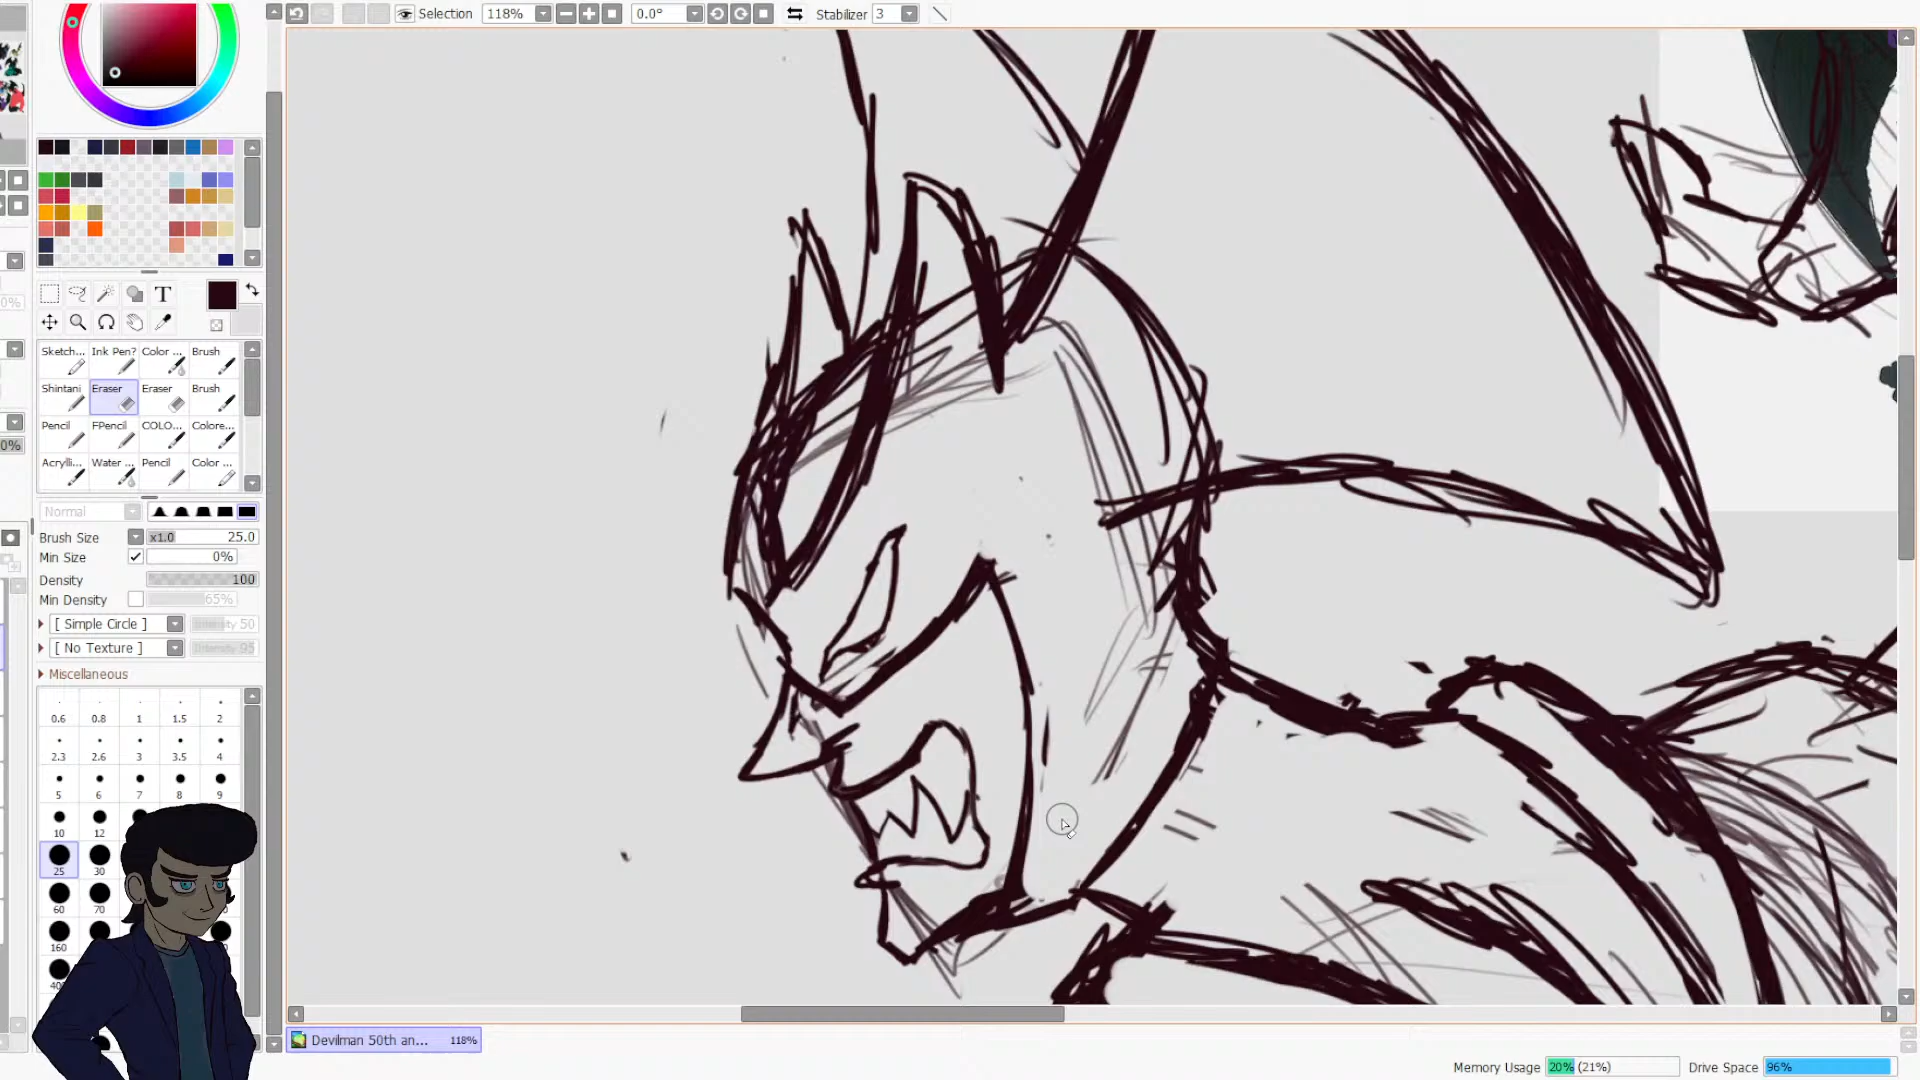 Selection 118% 0.0° Stabilizer 3
T
Sketch... Ink Pen? Color ... Brush
Shintani Eraser Eraser Brush
Pencil FPencil COLO... Colore...
Acrylli... Water ... Pencil Color ...
Normal
Brush Size x1.0 25.0
Min Size 0%
Density 100
Min Density 65%
[ Simple Circle ] 50
[ No Texture ] 95
Miscellaneous
0.6 0.8 1 1.5 2
2.3 2.6 3 3.5 4
5 6 7 8 9
10 12
25 30
60 70
160
Devilman 50th an... 118%
Memory Usage 20% (21%) Drive Space 96%